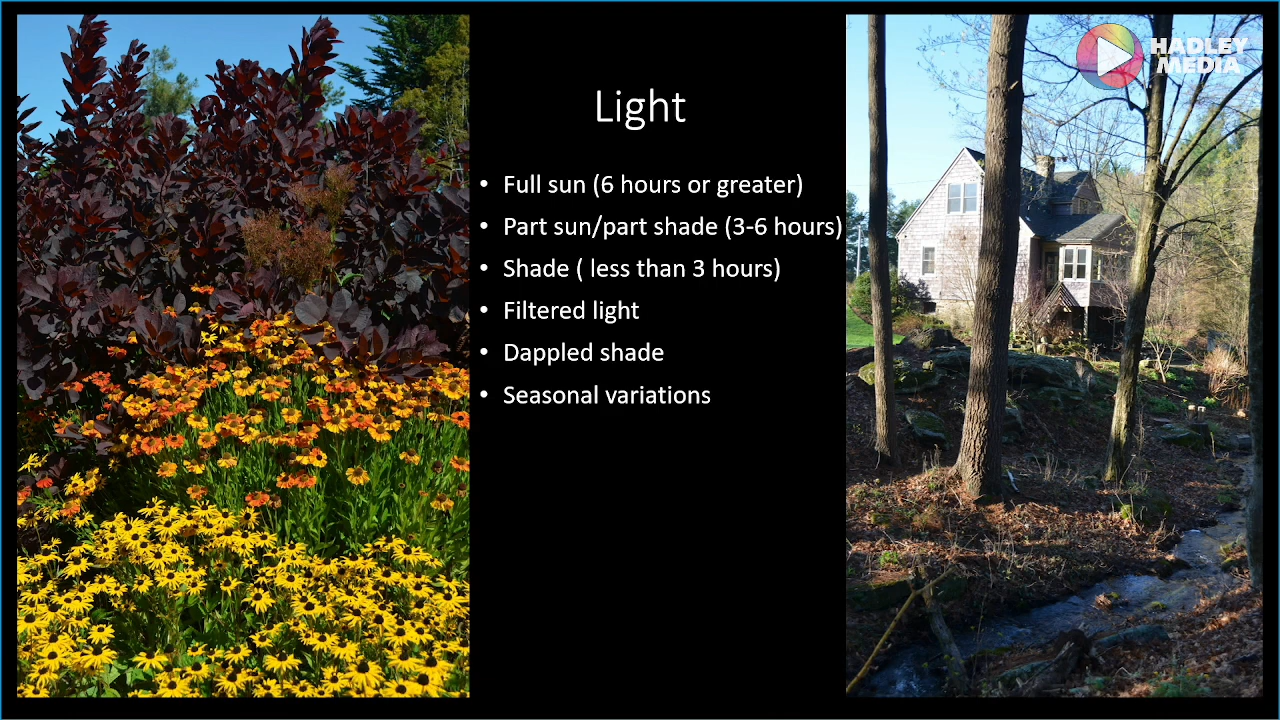 HADLEY
MEDIA
Light
• Full sun (6 hours or greater)
• Part sun/part shade (3-6 hours)
• Shade ( less than 3 hours)
• Filtered light
• Dappled shade
• Seasonal variations